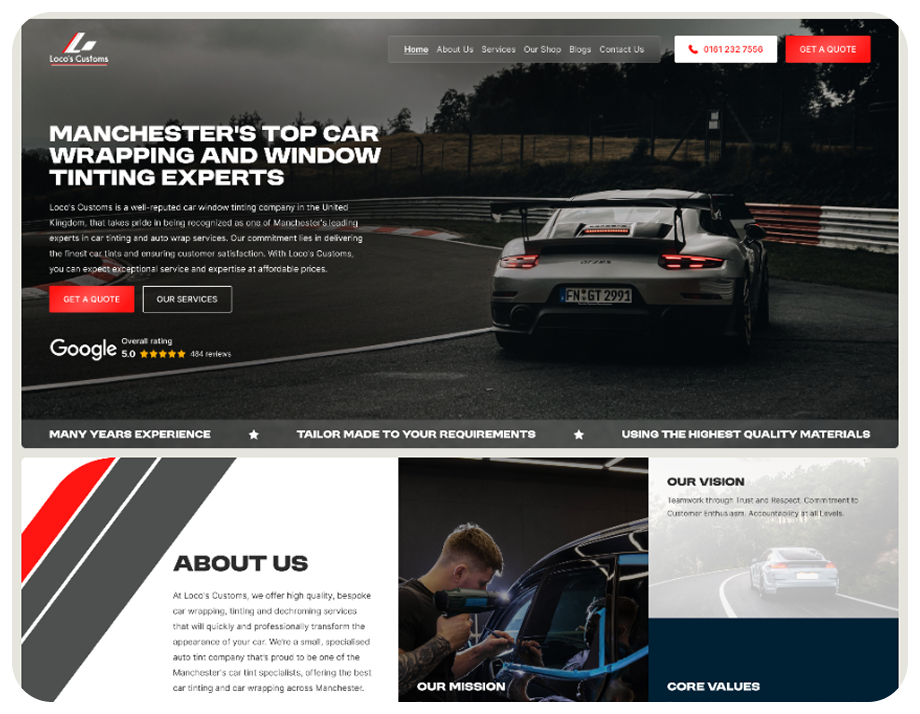 Loco's Customs
Home About Us Services Our Shop Blogs Contact Us
0161 232 7556
GET A QUOTE
MANCHESTER'S TOP CAR
WRAPPING AND WINDOW
TINTING EXPERTS
Loco's Customs is a well-reputed car window tinting company in the United
Kingdom, that takes pride in being recognized as one of Manchester's leading
experts in car tinting and auto wrap services. Our commitment lies in delivering
the finest car tints and ensuring customer satisfaction. With Loco's Customs,
you can expect exceptional service and expertise at affordable prices.
GET A QUOTE
OUR SERVICES
Google
Overall rating
5.0
484 reviews
FN GT 2991
MANY YEARS EXPERIENCE
TAILOR MADE TO YOUR REQUIREMENTS
USING THE HIGHEST QUALITY MATERIALS
ABOUT US
At Loco's Customs, we offer high quality, bespoke
car wrapping, tinting and dechroming services
that will quickly and professionally transform the
appearance of your car. We're a small, specialised
auto tint company that's proud to be one of the
Manchester's car tint specialists, offering the best
car tinting and car wrapping across Manchester.
OUR MISSION
OUR VISION
Teamwork through Trust and Respect. Commitment to
Customer Enthusiasm. Accountability at all Levels.
CORE VALUES